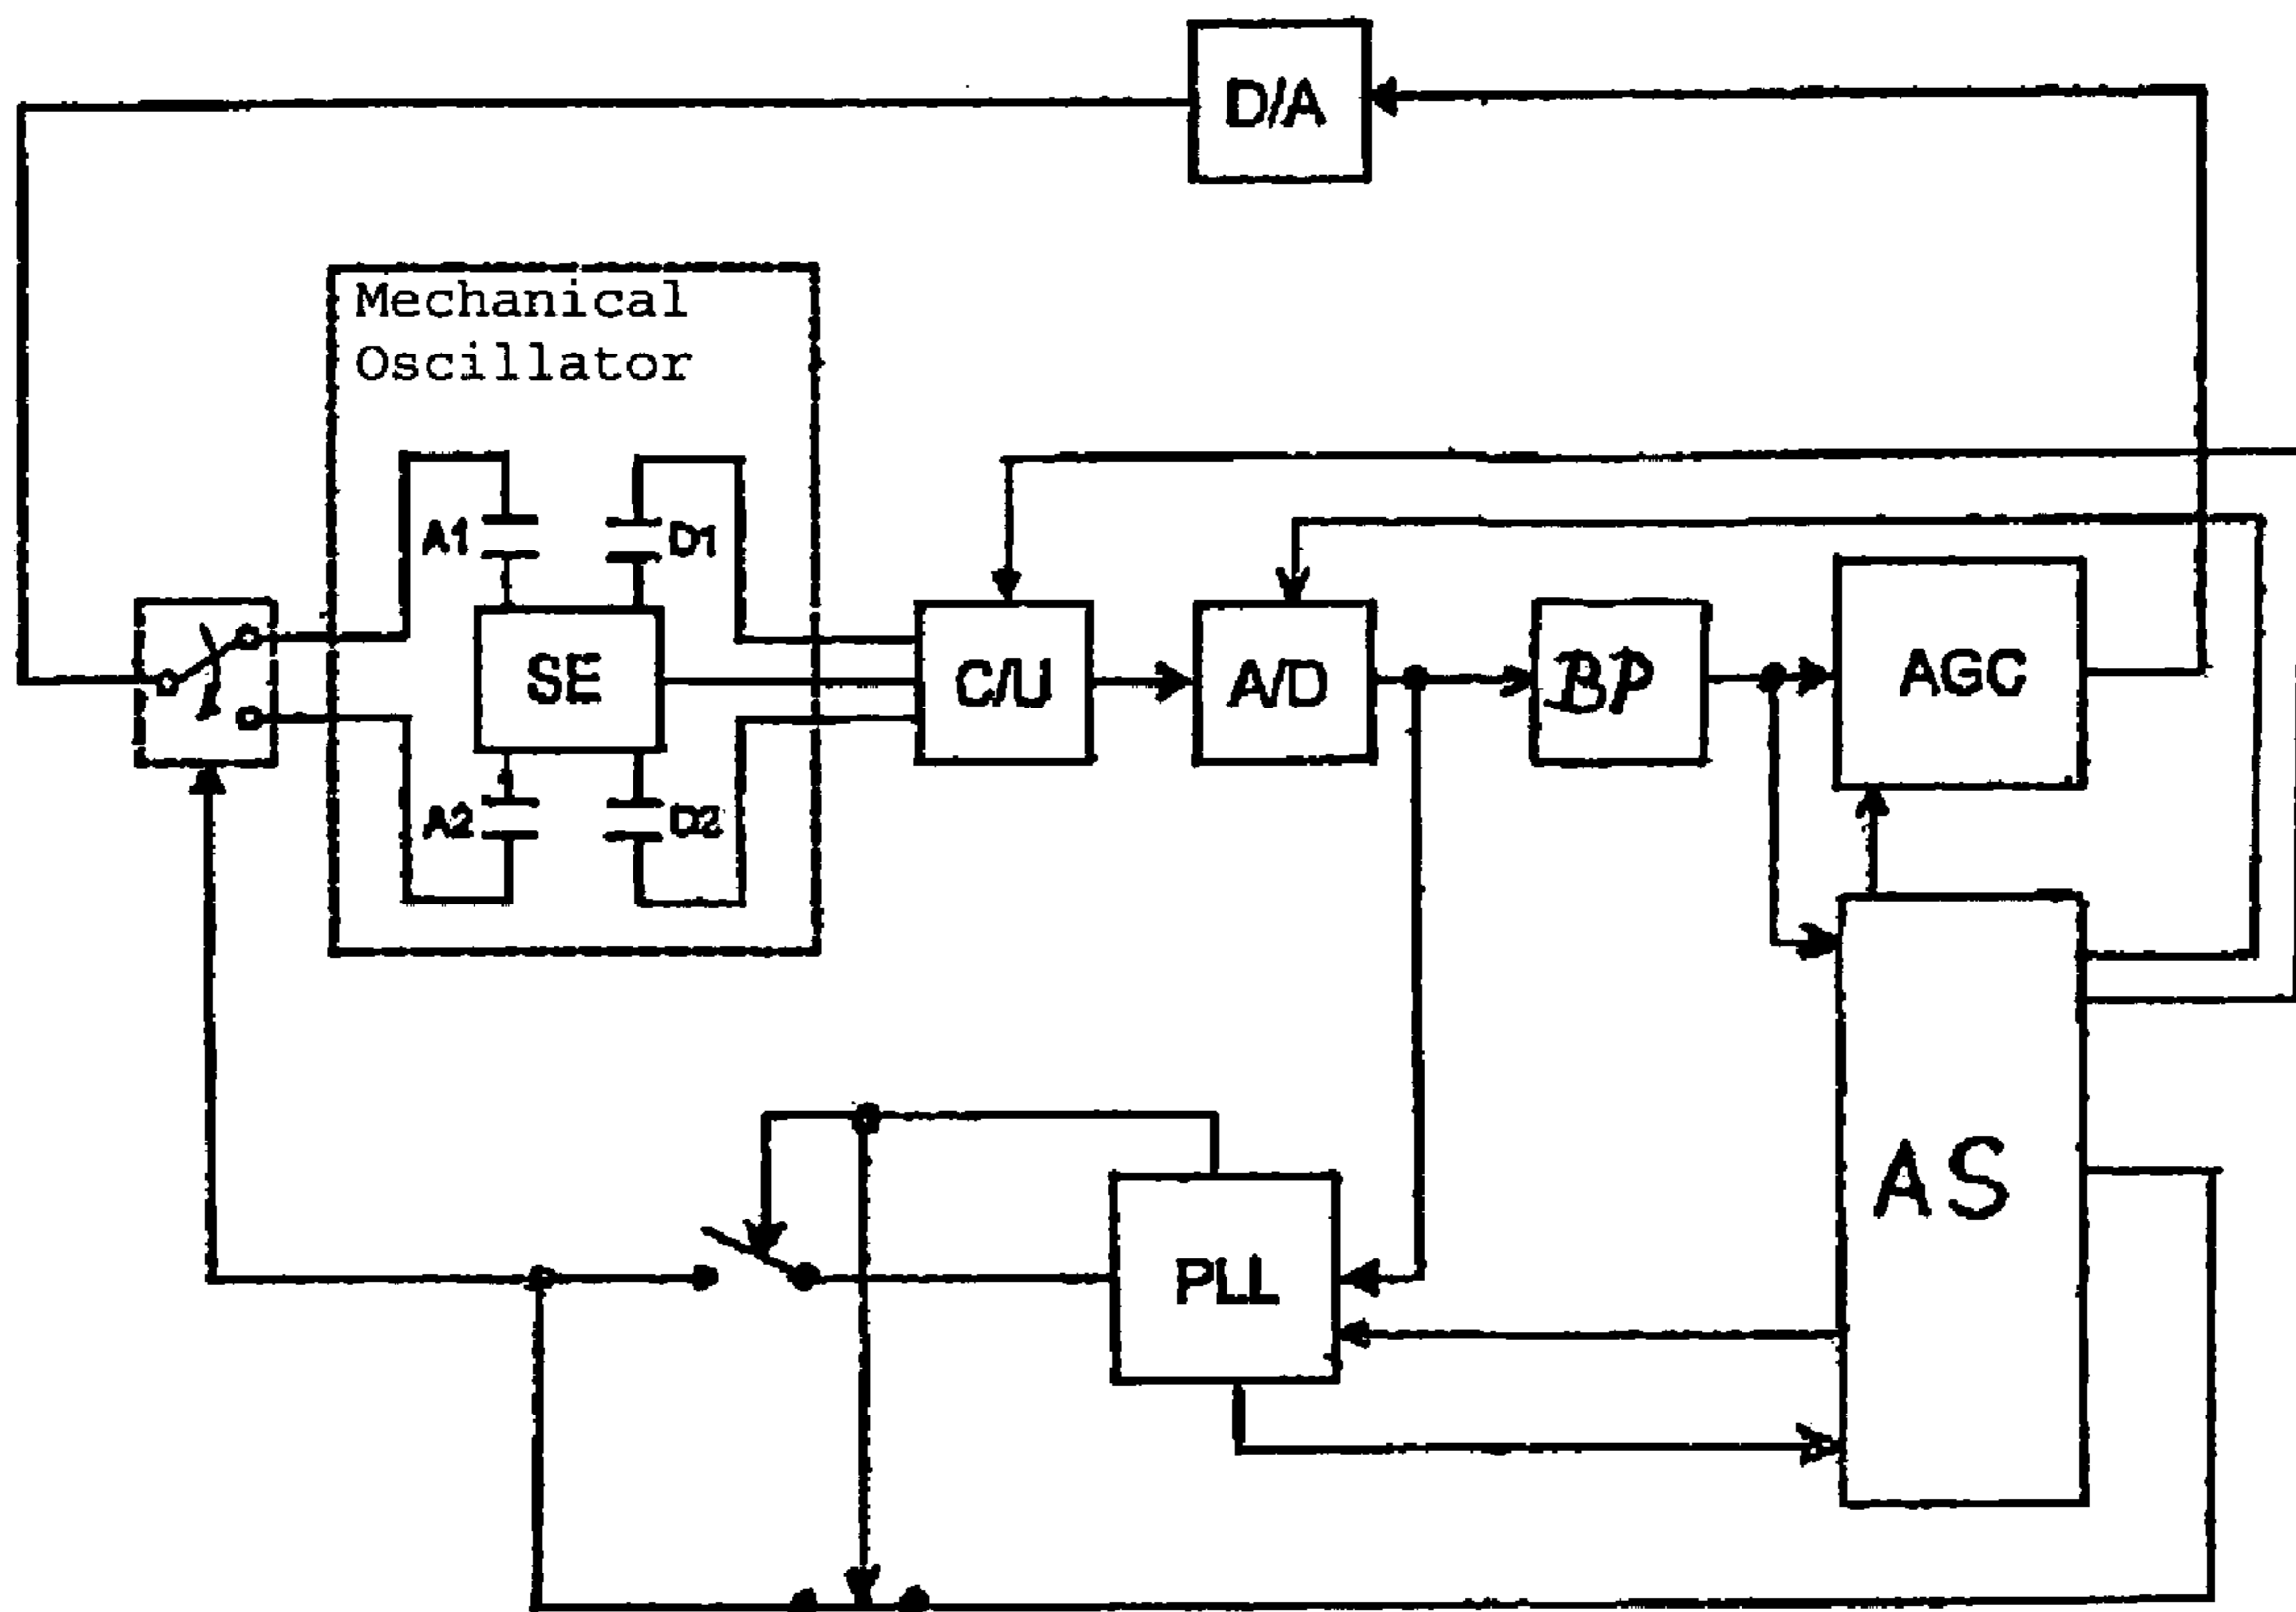 D/A
Mechanical
Oscillator
A1
D1
SE
C/U
A/D
BP
AGC
A2
D2
AS
PLL